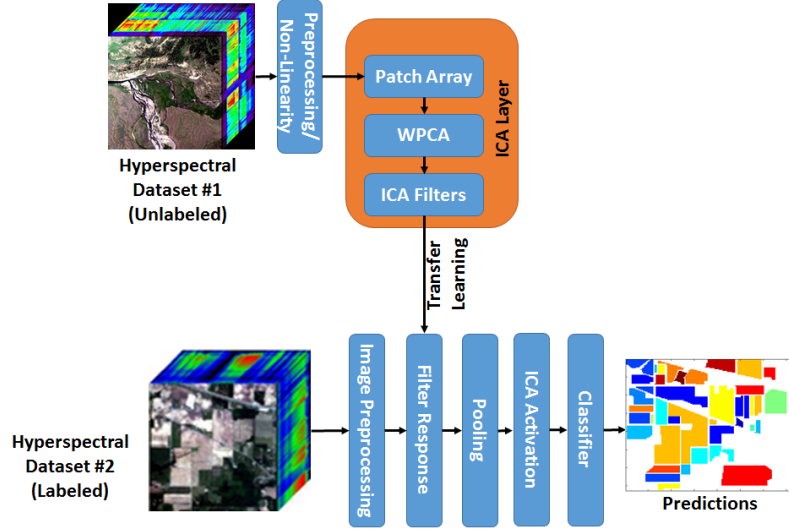 Hyperspectral
Dataset #1
(Unlabeled)
Preprocessing/
Non-Linearity
Patch Array
WPCA
ICA Filters
ICA Layer
Transfer
Learning
Hyperspectral
Dataset #2
(Labeled)
Image Preprocessing
Filter Response
Pooling
ICA Activation
Classifier
Predictions